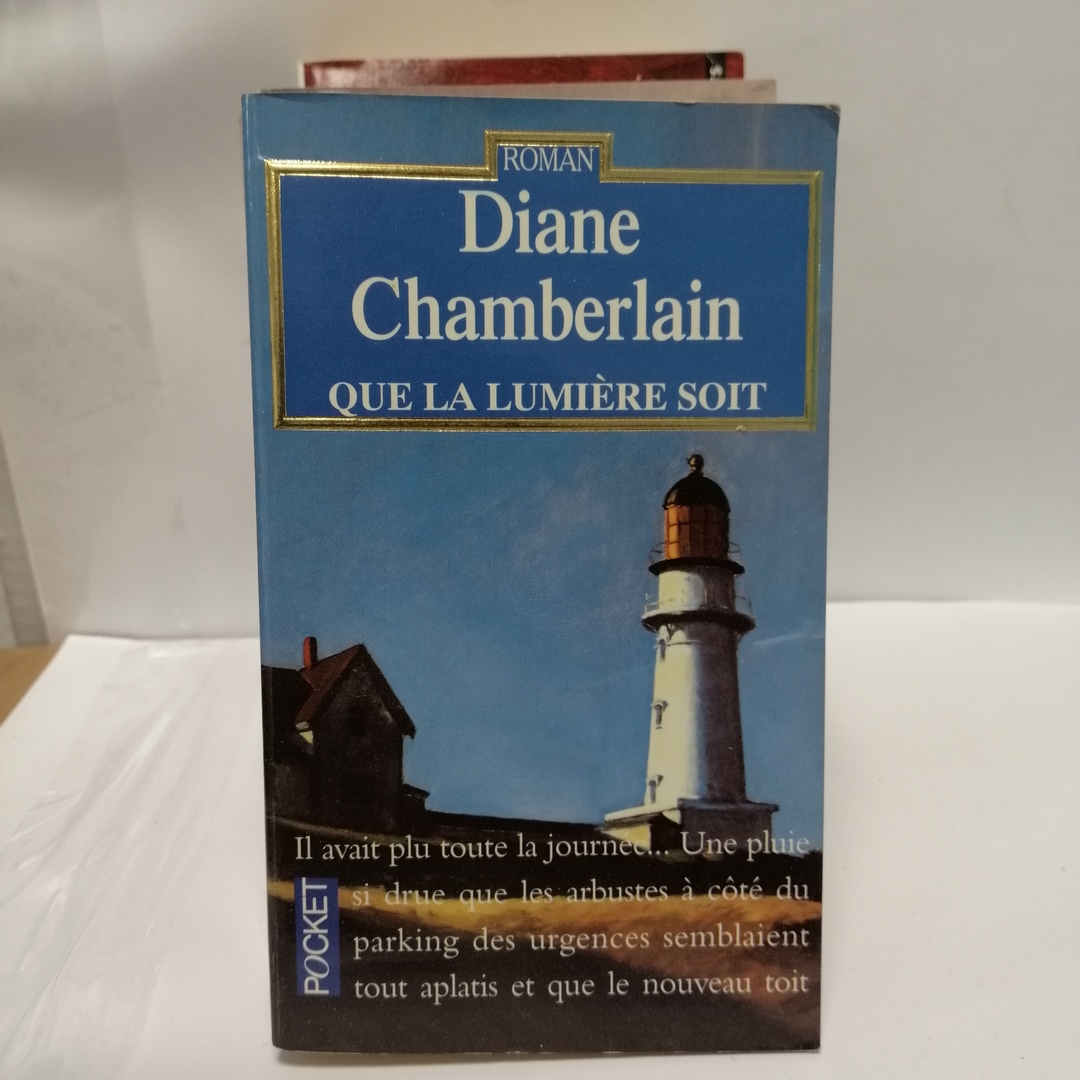 ROMAN
Diane
Chamberlain
QUE LA LUMIÈRE SOIT
Il avait plu toute la journée... Une pluie
si drue que les arbustes à côté du
parking des urgences semblaient
tout aplatis et que le nouveau toit
POCKET